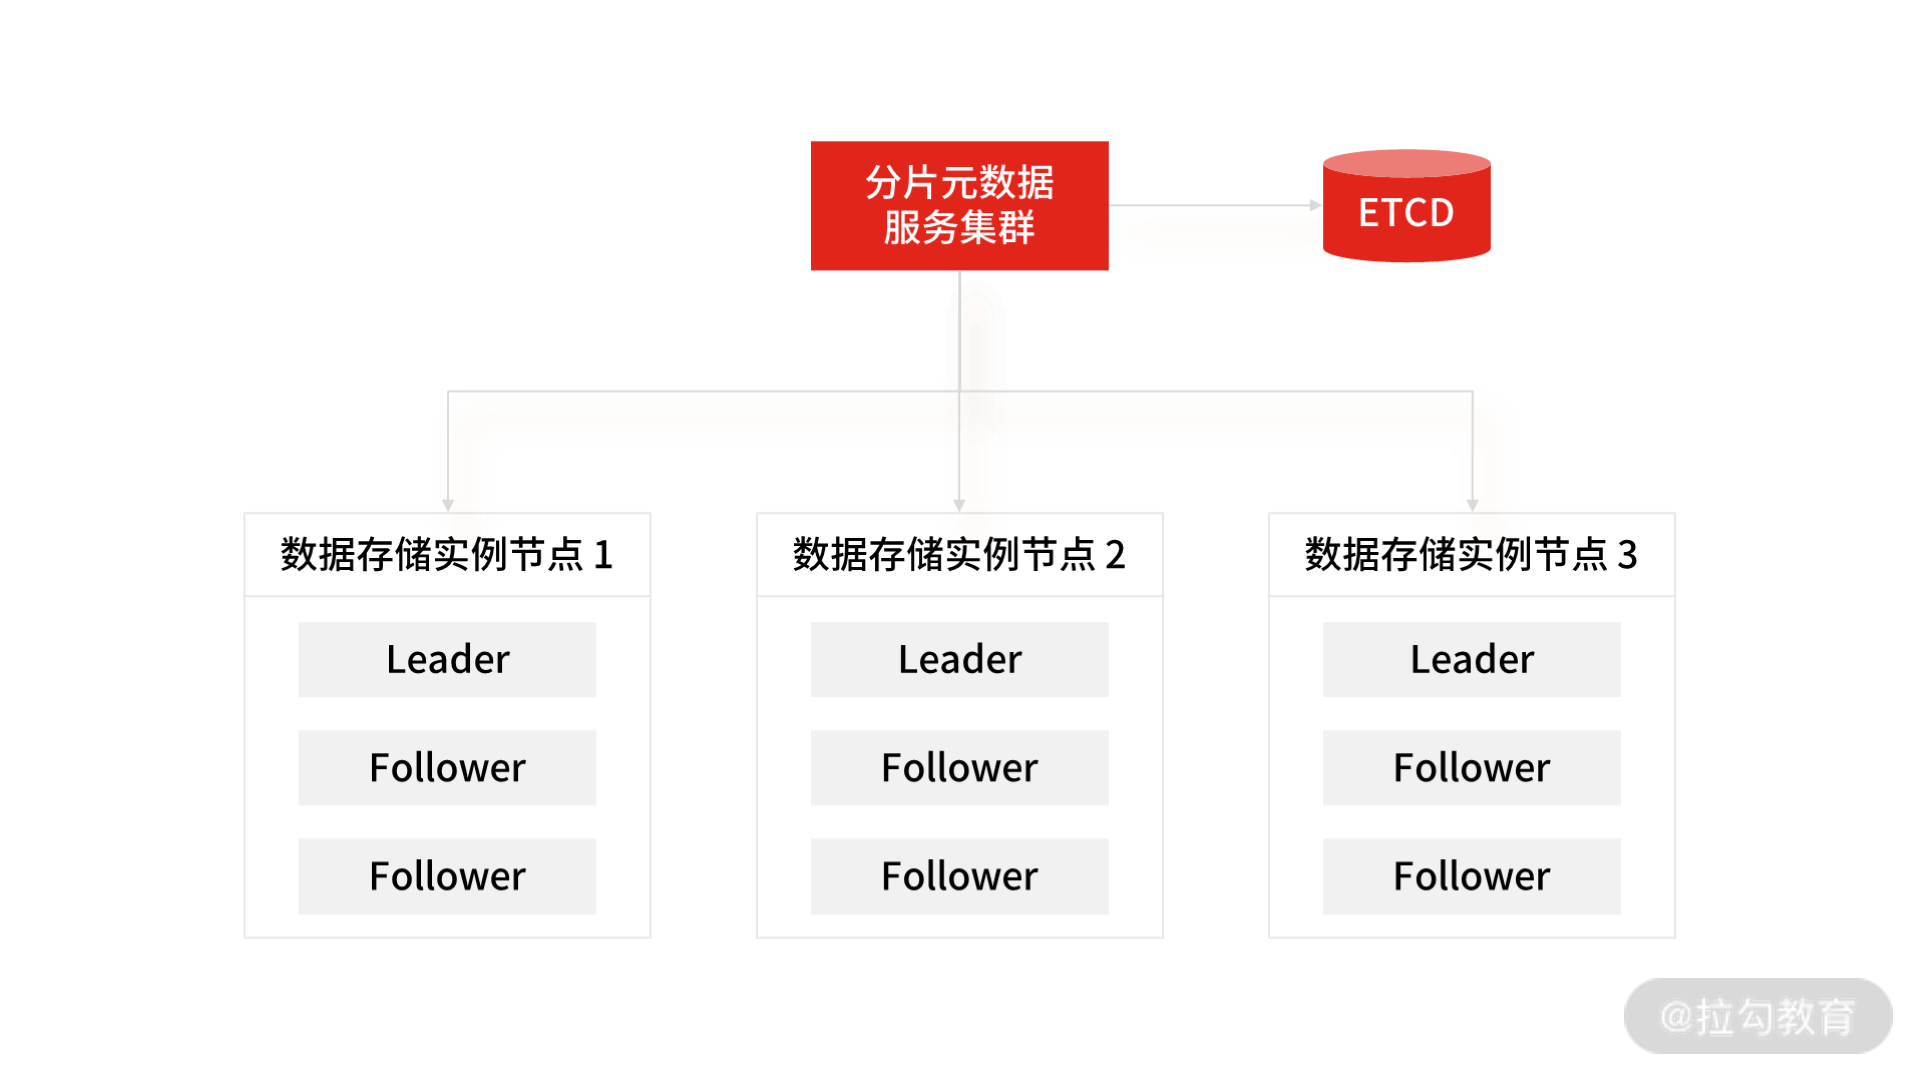 分片元数据
服务集群
ETCD
数据存储实例节点 1
Leader
Follower
Follower
数据存储实例节点 2
Leader
Follower
Follower
数据存储实例节点 3
Leader
Follower
Follower
@拉勾教育